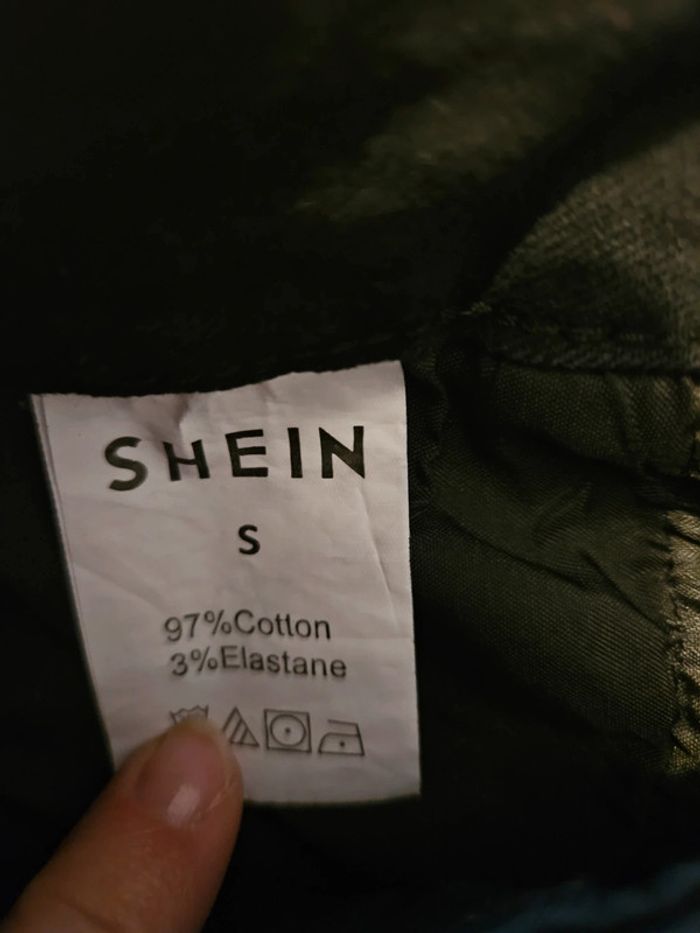 SHEIN
S
97%Cotton
3%Elastane